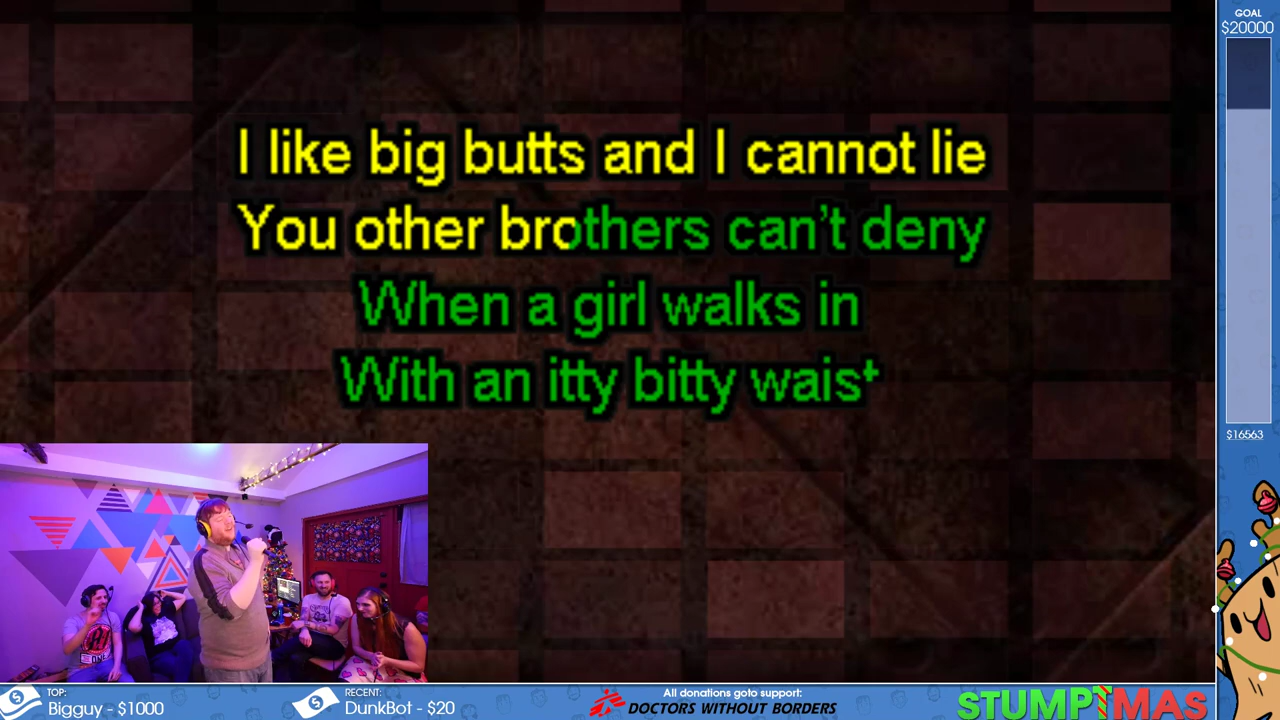 I like big butts and I cannot lie
You other brothers can't deny
When a girl walks in
With an itty bitty waist
GOAL
$20000
$16563
TOP:
Bigguy - $1000
RECENT:
DunkBot - $20
All donations goto support:
DOCTORS WITHOUT BORDERS
STUMPTMAS